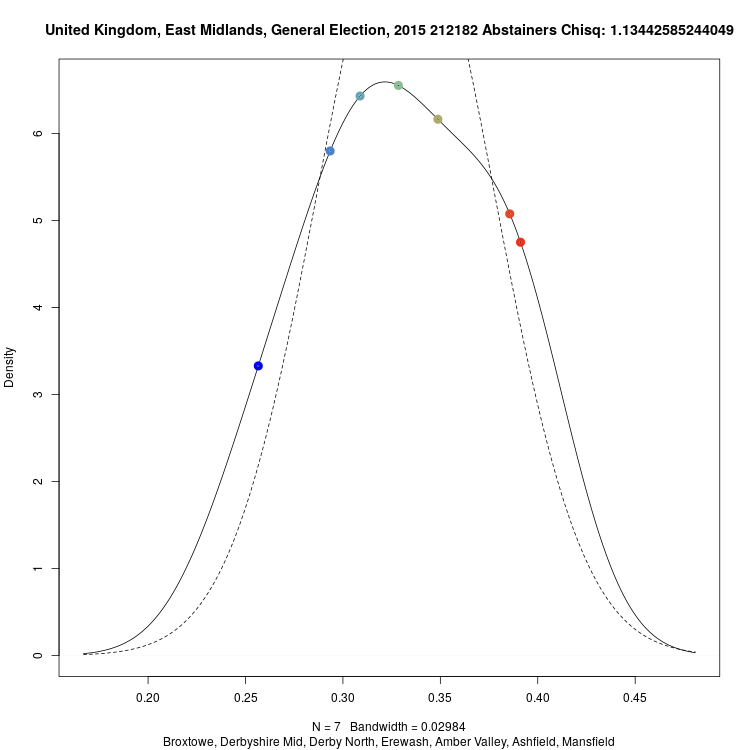 United Kingdom, East Midlands, General Election, 2015 212182 Abstainers Chisq: 1.13442585244049
Density
6
5
4
3
2
1
0
0.20 0.25 0.30 0.35 0.40 0.45
N = 7 Bandwidth = 0.02984
Broxtowe, Derbyshire Mid, Derby North, Erewash, Amber Valley, Ashfield, Mansfield